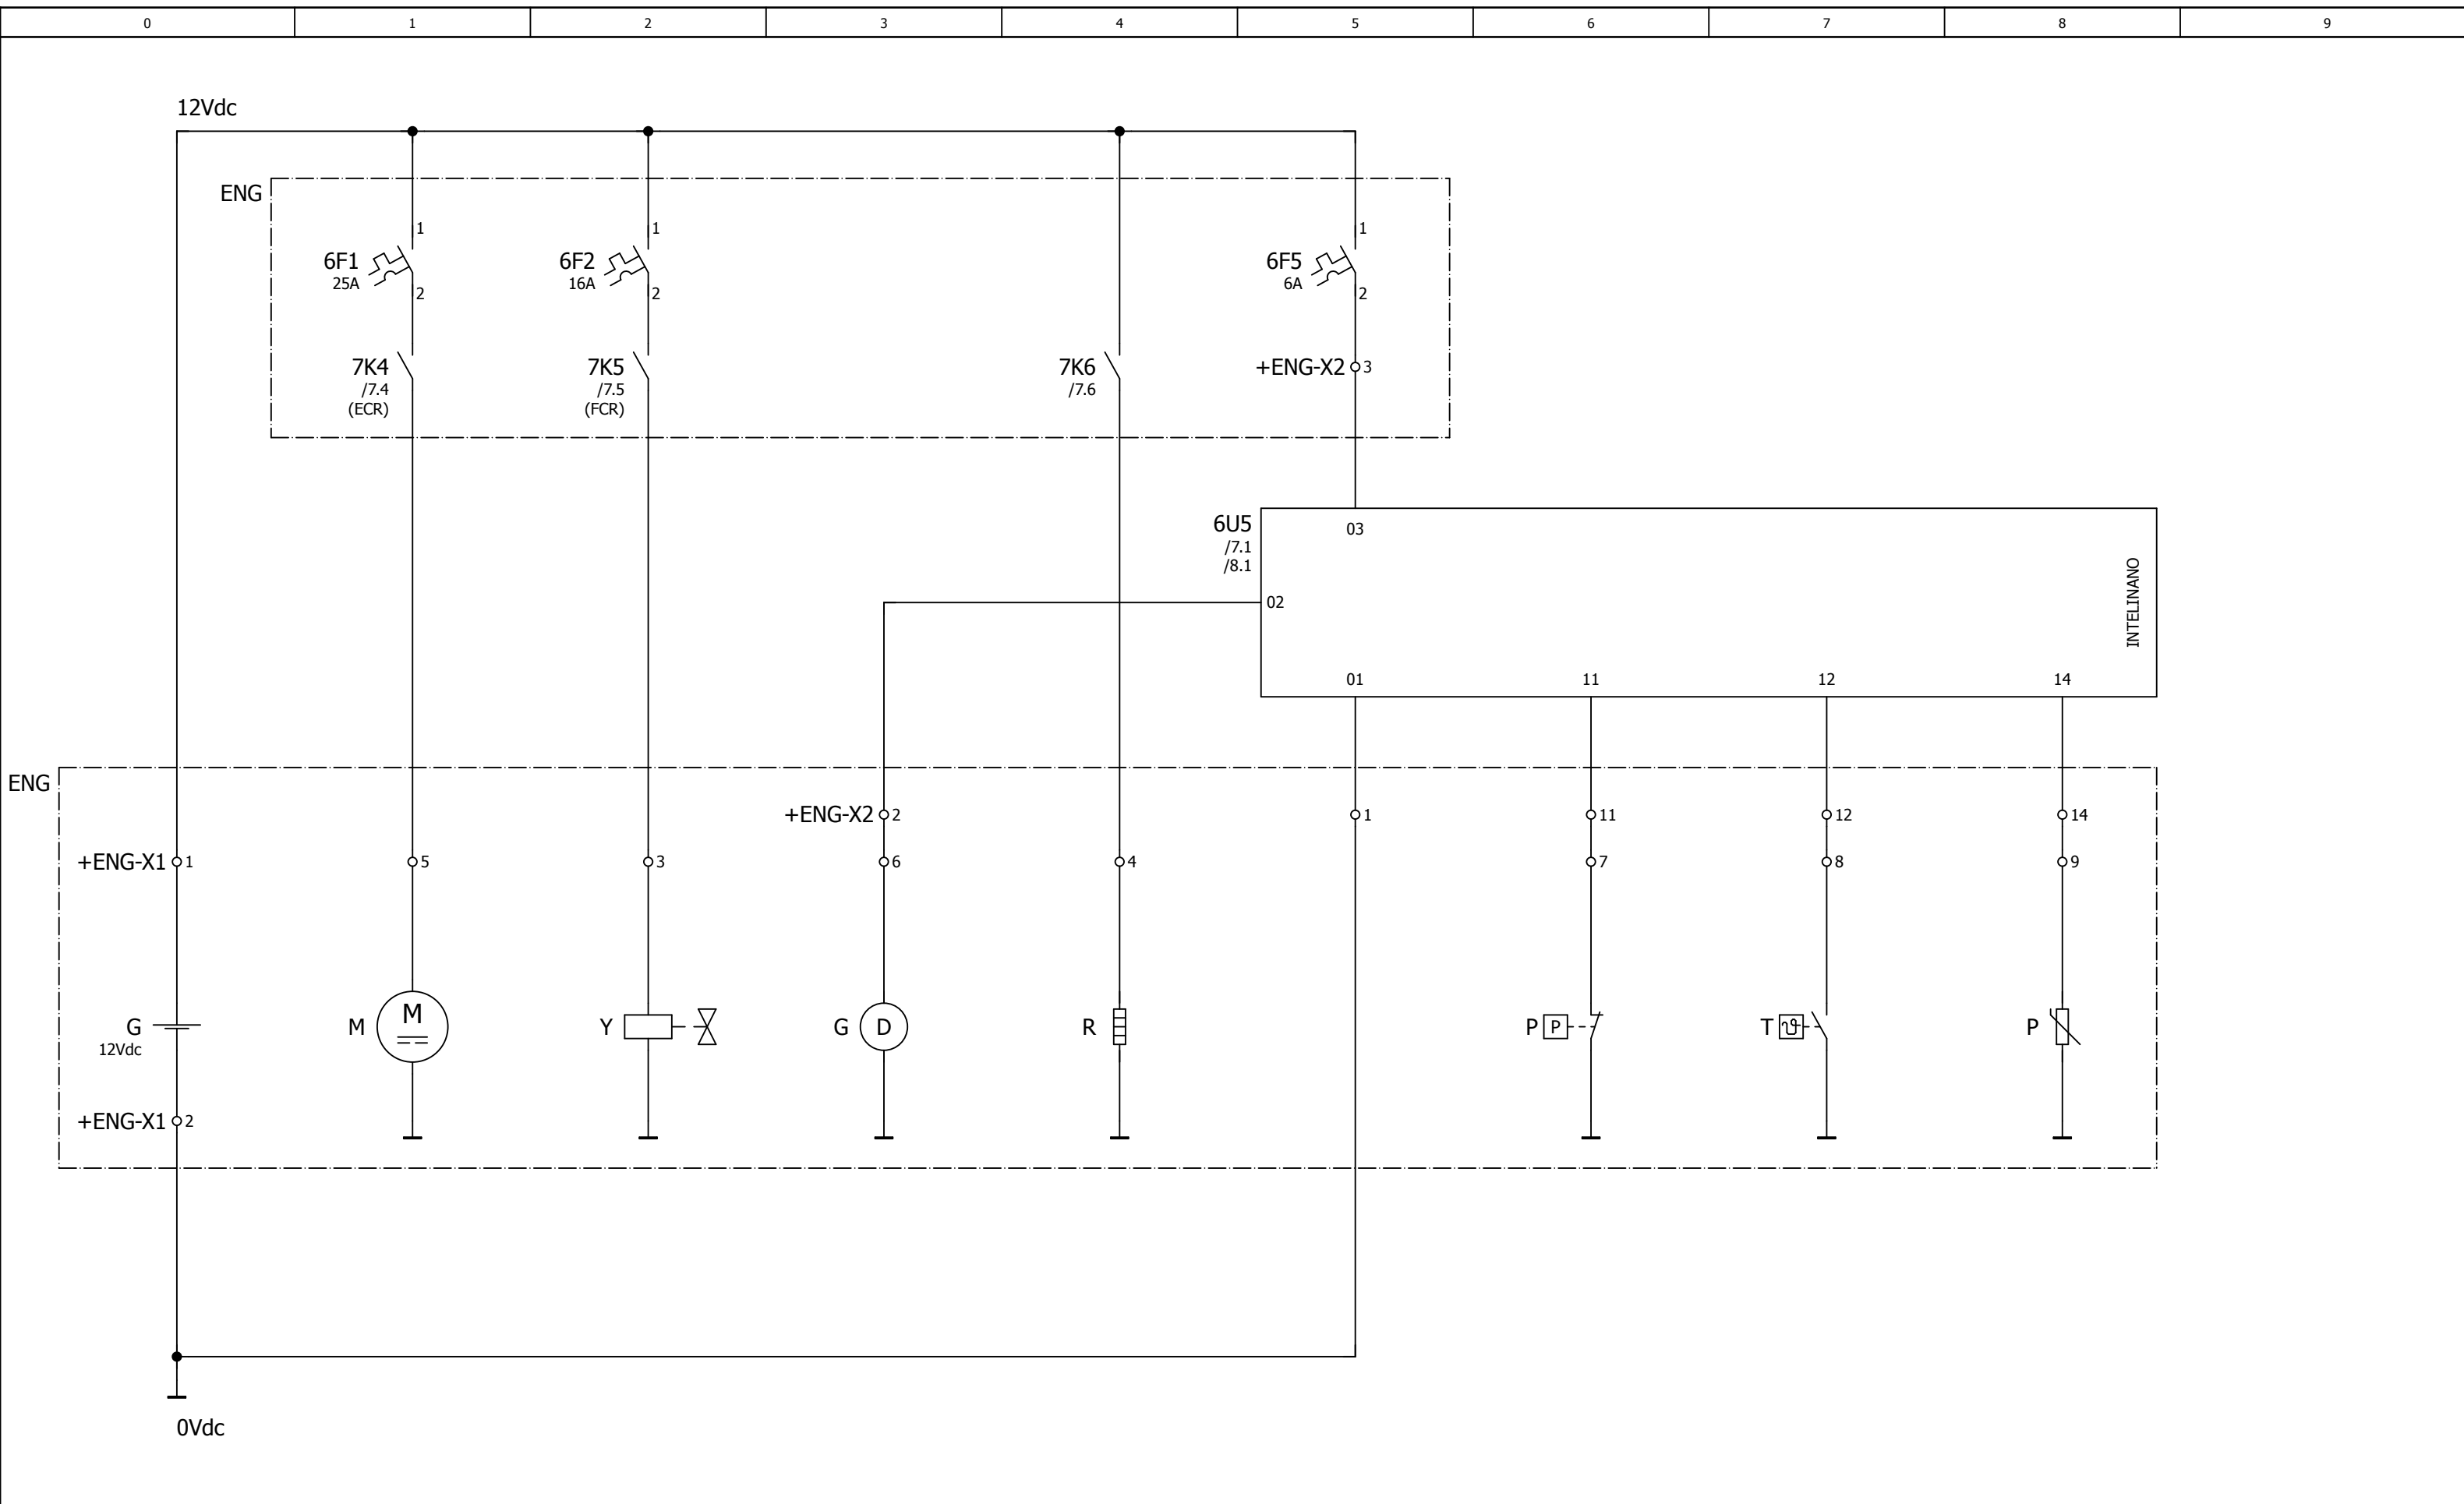 0 1 2 3 4 5 6 7 8 9
12Vdc
ENG
1 1 1
6F1 6F2 6F5
25A 16A 6A
2 2 2
7K4 7K5 7K6 +ENG-X2 3
/7.4 /7.5 /7.6
(ECR) (FCR)
6U5 03
/7.1
/8.1
INTELINANO
02
01 11 12 14
ENG
+ENG-X2 2 1 11 12 14
+ENG-X1 1 5 3 6 4 7 8 9
M
G M Y G D R P P T P
12Vdc
+ENG-X1 2
0Vdc